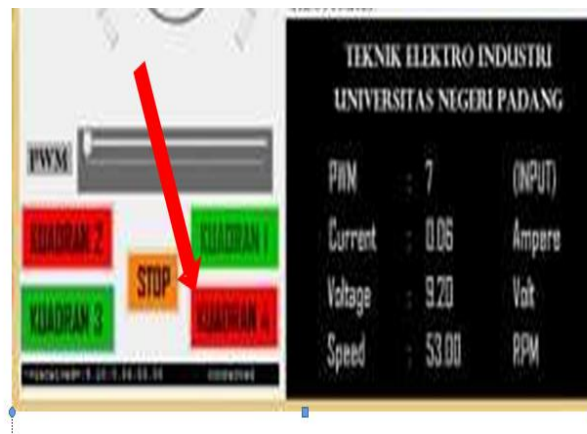 TEKNIK ELEKTRO INDUSTRI
UNIVERSITAS NEGERI PADANG
PWM
KUADRAN 2
KUADRAN 1
STOP
KUADRAN 3
KUADRAN 4
connected
PWM : 7 (INPUT)
Current : 0.06 Ampere
Voltage : 9.20 Volt
Speed : 53.00 RPM